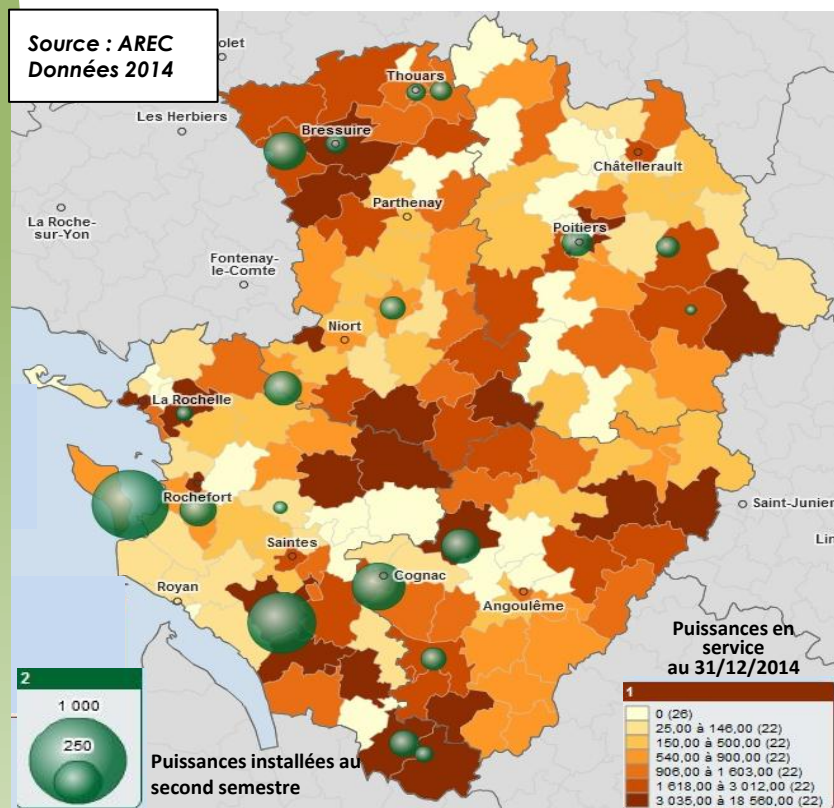 Source : AREC
Données 2014
olet
Thouars
Les Herbiers
Bressuire
Châtellerault
Parthenay
La Roche-
sur-Yon
Poitiers
Fontenay-
le-Comte
Niort
La Rochelle
Rochefort
Saint-Junien
Saintes
Lin
Cognac
Royan
Angoulême
Puissances en
service
au 31/12/2014
2
1 000
250
Puissances installées au
second semestre
1
0 (26)
25,00 à 146,00 (22)
150,00 à 500,00 (22)
540,00 à 900,00 (22)
906,00 à 1 603,00 (22)
1 618,00 à 3 012,00 (22)
3 035,00 à 18 560,00 (22)